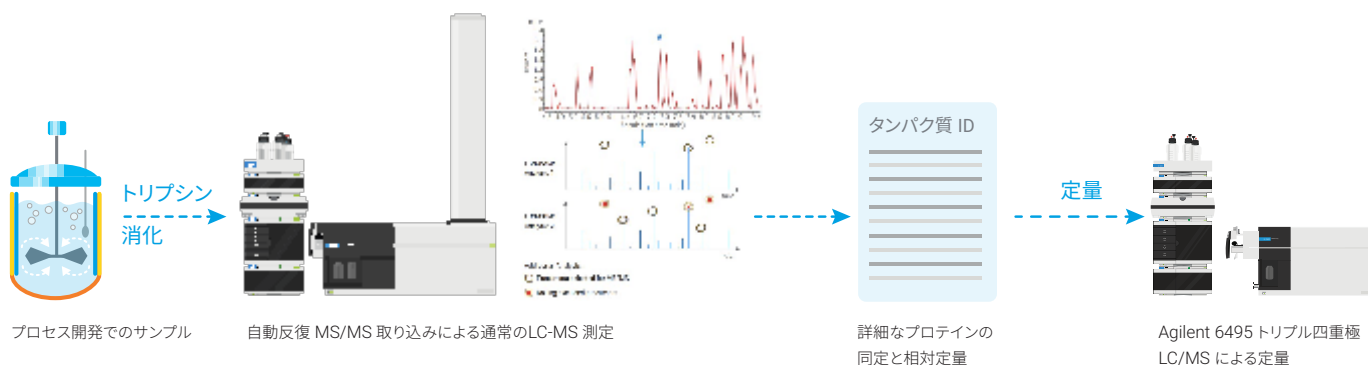 トリプシン
消化
タンパク質 ID
定量
プロセス開発でのサンプル
自動反復 MS/MS 取り込みによる通常のLC-MS 測定
詳細なプロテインの
同定と相対定量
Agilent 6495 トリプル四重極
LC/MS による定量